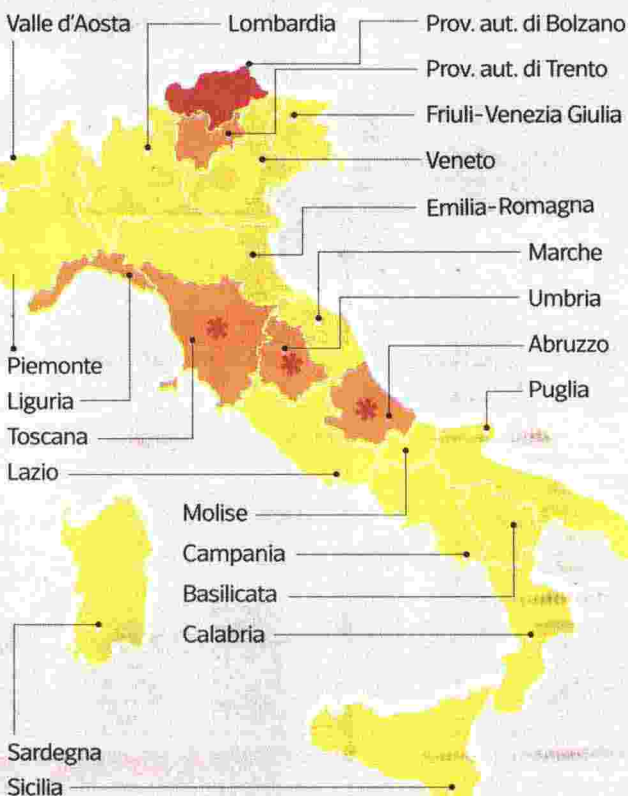 Valle d'Aosta
Lombardia
Prov. aut. di Bolzano
Prov. aut. di Trento
Friuli-Venezia Giulia
Veneto
Emilia-Romagna
Marche
Umbria
Abruzzo
Puglia
Piemonte
Liguria
Toscana
Lazio
Molise
Campania
Basilicata
Calabria
Sardegna
Sicilia